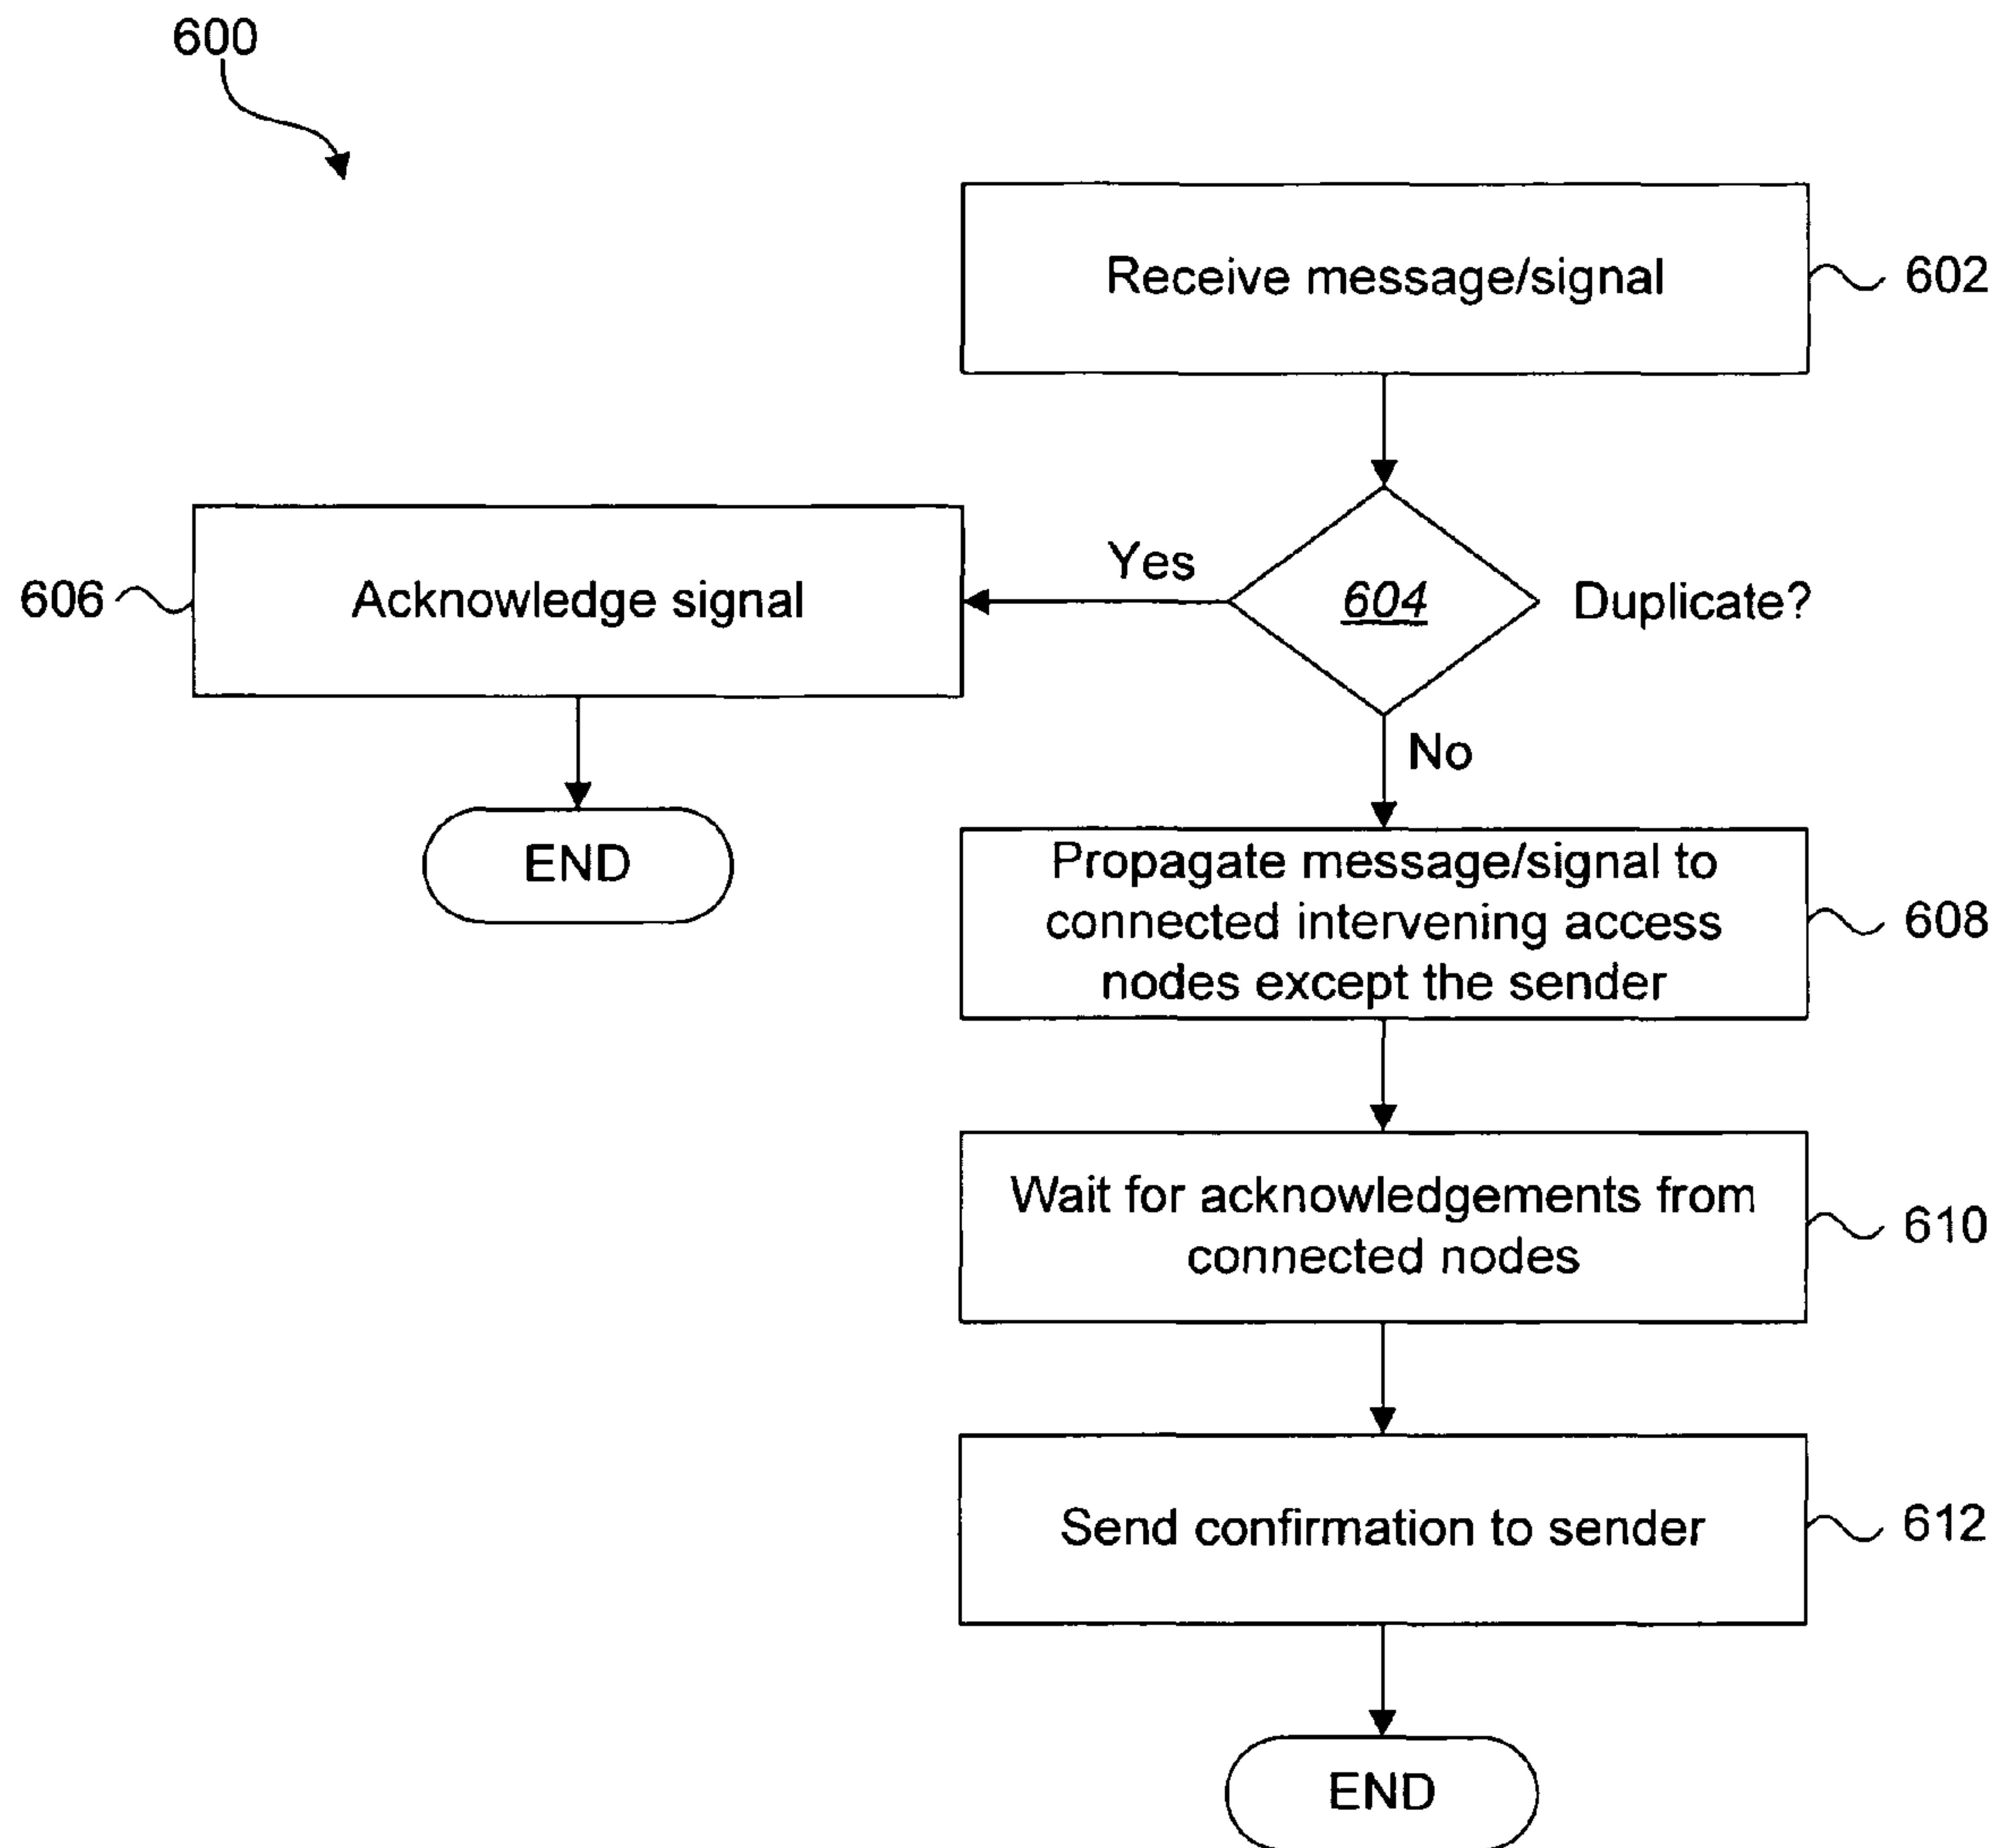 600
Receive message/signal
602
Yes
604
Duplicate?
606
Acknowledge signal
No
END
Propagate message/signal to
connected intervening access
nodes except the sender
608
Wait for acknowledgements from
connected nodes
610
Send confirmation to sender
612
END